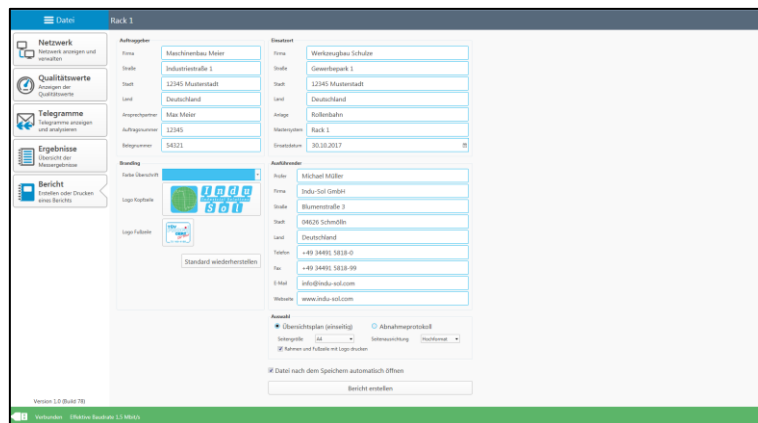 Datei
Rack 1
Netzwerk
Netzwerk anzeigen und
verwalten
Qualitätswerte
Anzeigen der
Qualitätswerte
Telegramme
Telegramme anzeigen
und analysieren
Ergebnisse
Übersicht der
Messergebnisse
Bericht
Erstellen oder Drucken
eines Berichts
Version 1.0 (Build 78)
Auftraggeber
Firma Maschinenbau Meier
Straße Industriestraße 1
Stadt 12345 Musterstadt
Land Deutschland
Ansprechpartner Max Meier
Auftragsnummer 12345
Belegnummer 54321
Branding
Farbe Überschrift
Logo Kopfzeile
Indu
Sol
Logo Fußzeile
Standard wiederherstellen
Einsatzort
Firma Werkzeugbau Schulze
Straße Gewerbepark 1
Stadt 12345 Musterstadt
Land Deutschland
Anlage Rollenbahn
Mastersystem Rack 1
Einsatzdatum 30.10.2017
Ausführender
Prüfer Michael Müller
Firma Indu-Sol GmbH
Straße Blumenstraße 3
Stadt 04626 Schmölln
Land Deutschland
Telefon +49 34491 5818-0
Fax +49 34491 5818-99
E-Mail info@indu-sol.com
Webseite www.indu-sol.com
Auswahl
Übersichtsplan (einseitig) Abnahmeprotokoll
Seitengröße A4 Seitenausrichtung Hochformat
Rahmen und Fußzeile mit Logo drucken
Datei nach dem Speichern automatisch öffnen
Bericht erstellen
Verbunden Effektive Baudrate 1,5 Mbit/s